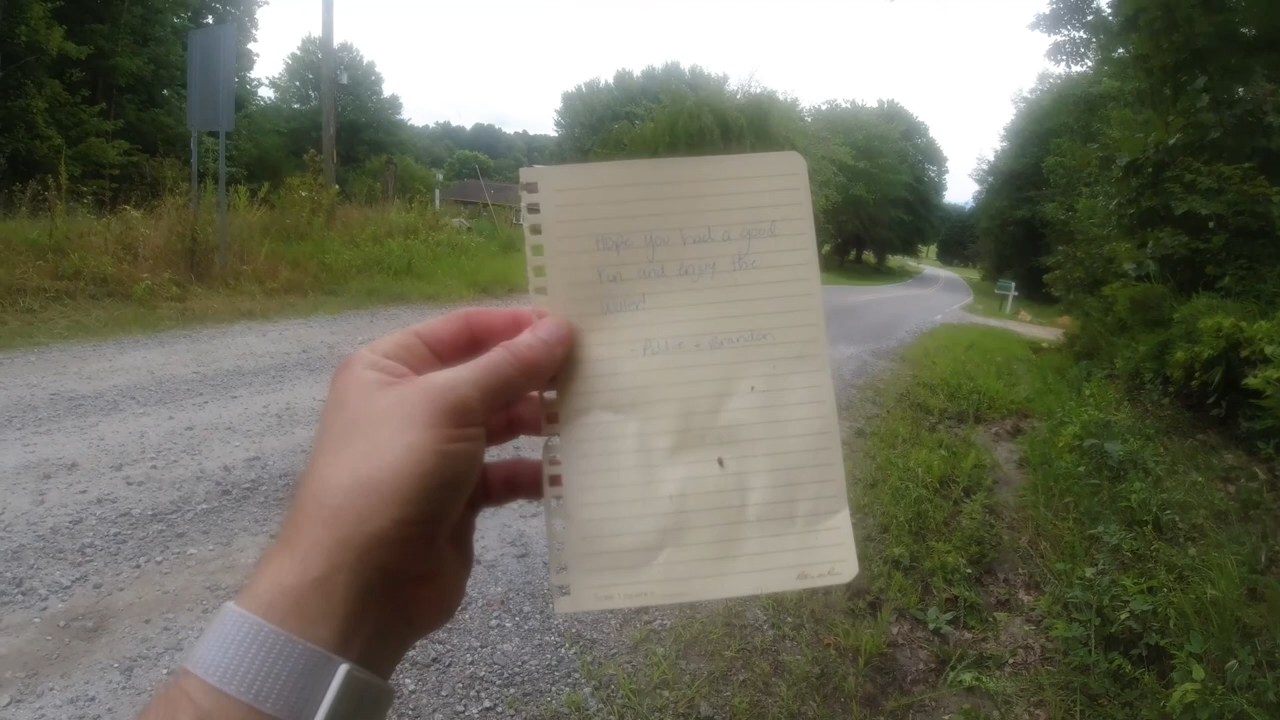 Hope you had a good
run and enjoy the
water!
- Allie + Brandon